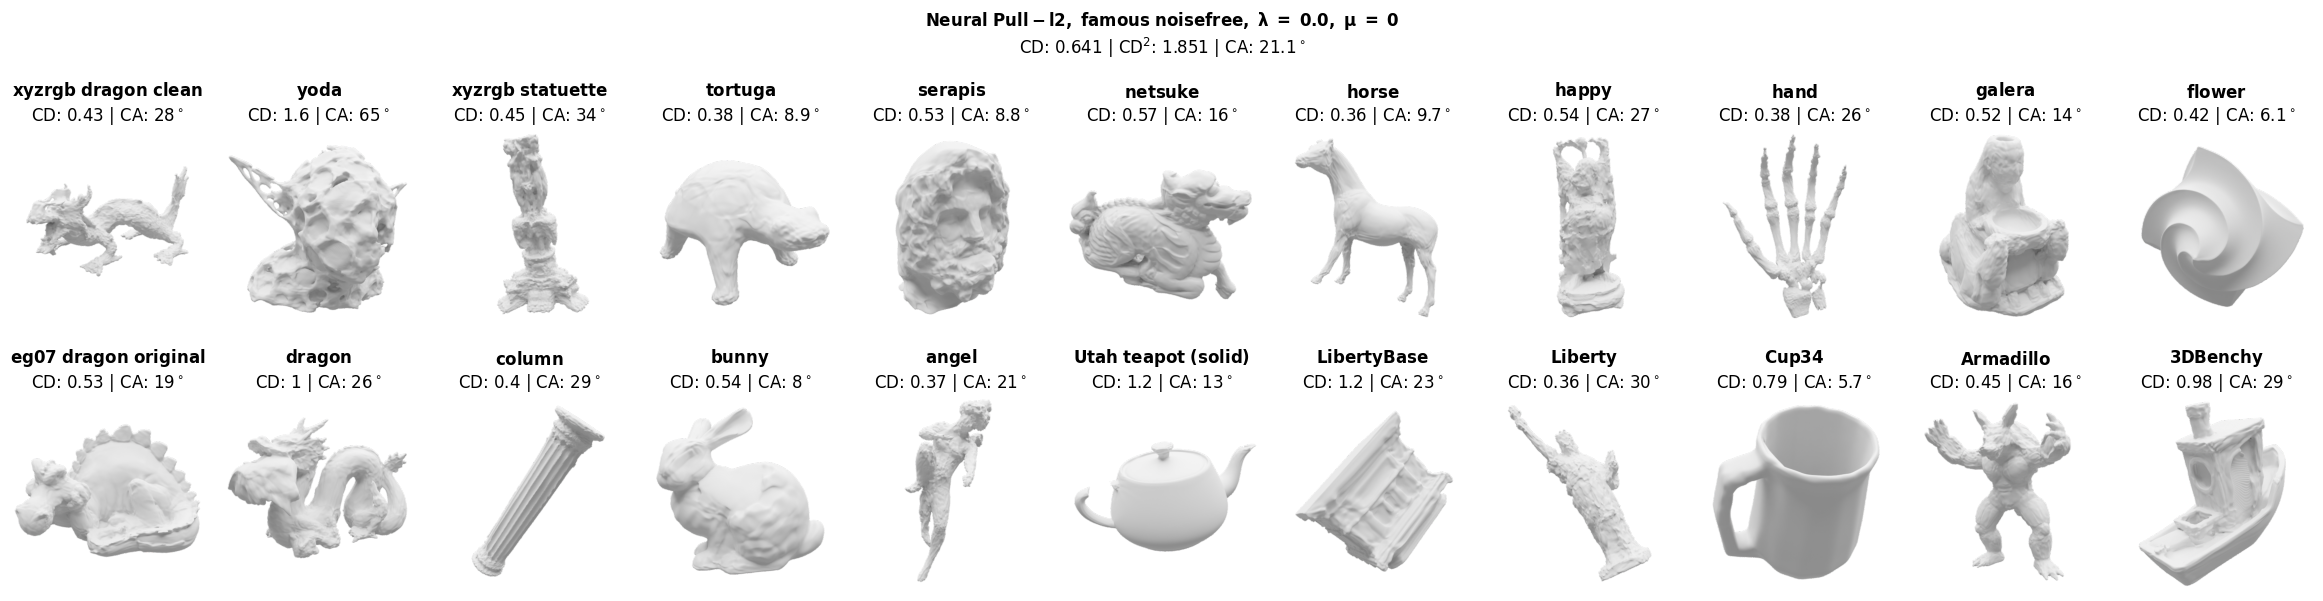 Neural Pull − l2, famous noisefree, λ = 0.0, μ = 0
CD: 0.641 | CD²: 1.851 | CA: 21.1°
xyzrgb dragon clean
CD: 0.43 | CA: 28°
yoda
CD: 1.6 | CA: 65°
xyzrgb statuette
CD: 0.45 | CA: 34°
tortuga
CD: 0.38 | CA: 8.9°
serapis
CD: 0.53 | CA: 8.8°
netsuke
CD: 0.57 | CA: 16°
horse
CD: 0.36 | CA: 9.7°
happy
CD: 0.54 | CA: 27°
hand
CD: 0.38 | CA: 26°
galera
CD: 0.52 | CA: 14°
flower
CD: 0.42 | CA: 6.1°
eg07 dragon original
CD: 0.53 | CA: 19°
dragon
CD: 1 | CA: 26°
column
CD: 0.4 | CA: 29°
bunny
CD: 0.54 | CA: 8°
angel
CD: 0.37 | CA: 21°
Utah teapot (solid)
CD: 1.2 | CA: 13°
LibertyBase
CD: 1.2 | CA: 23°
Liberty
CD: 0.36 | CA: 30°
Cup34
CD: 0.79 | CA: 5.7°
Armadillo
CD: 0.45 | CA: 16°
3DBenchy
CD: 0.98 | CA: 29°